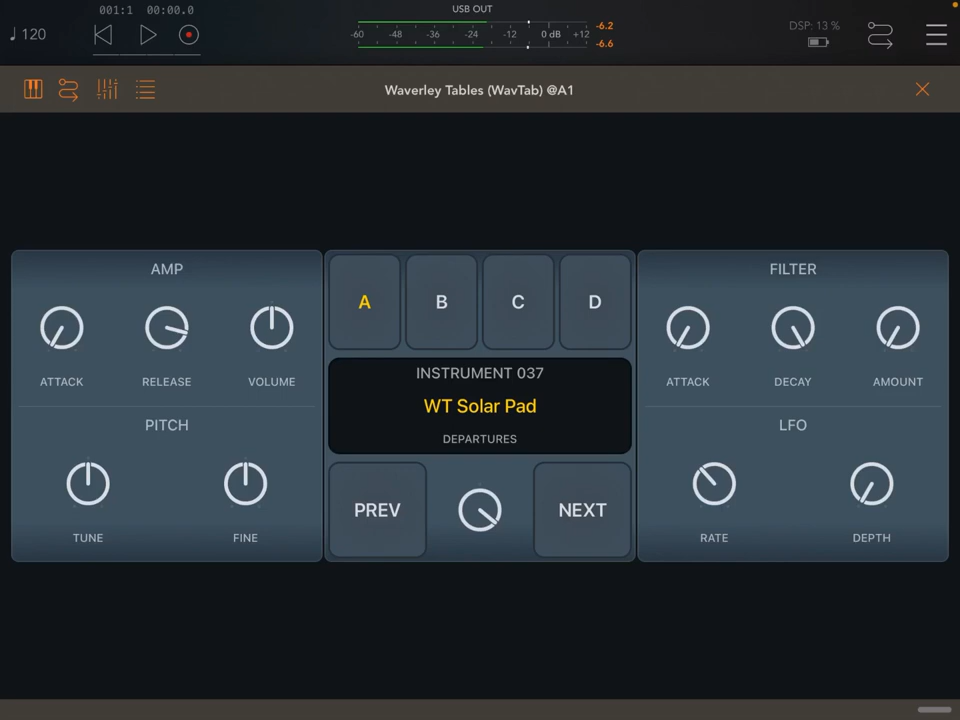 001:1 00:00.0
USB OUT
♩120
-60 -48 -36 -24 -12 0 dB +12
-6.2
-6.6
DSP: 13 %
Waverley Tables (WavTab) @A1
AMP
ATTACK RELEASE VOLUME
PITCH
TUNE FINE
A B C D
INSTRUMENT 037
WT Solar Pad
DEPARTURES
PREV NEXT
FILTER
ATTACK DECAY AMOUNT
LFO
RATE DEPTH